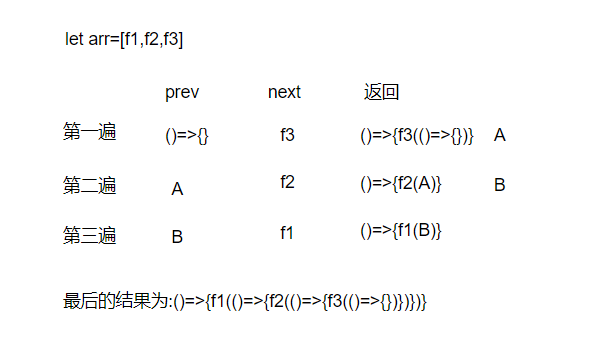 let arr=[f1,f2,f3]
prev next 返回
第一遍 ()=>{} f3 ()=>{f3(()=>{})} A
第二遍 A f2 ()=>{f2(A)} B
第三遍 B f1 ()=>{f1(B)}
最后的结果为:()=>{f1(()=>{f2(()=>{f3(()=>{})})})}